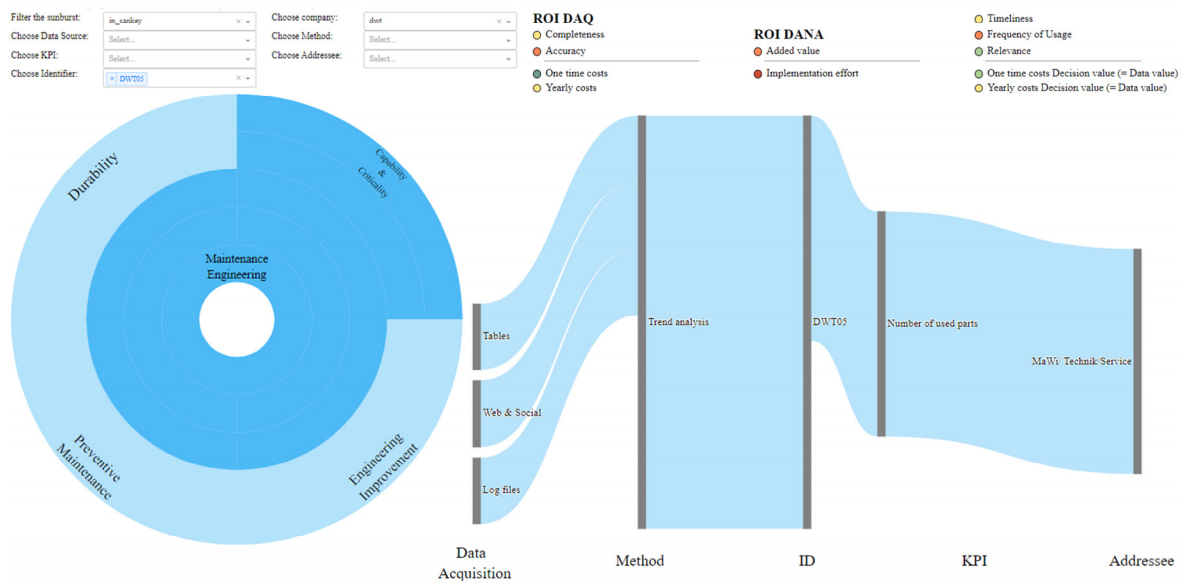 Filter the sunburst:
in_sankey
Choose company:
dwt
Choose Data Source:
Select...
Choose Method:
Select...
Choose KPI:
Select...
Choose Addressee:
Select...
Choose Identifier:
× DWT05
ROI DAQ
Completeness
Accuracy
One time costs
Yearly costs
ROI DANA
Added value
Implementation effort
Timeliness
Frequency of Usage
Relevance
One time costs Decision value (= Data value)
Yearly costs Decision value (= Data value)
Durability
Capability
&
Criticality
Maintenance
Engineering
Preventive
Maintenance
Engineering
Improvement
Tables
Web & Social
Log files
Trend analysis
DWT05
Number of used parts
MaWi/ Technik/Service
Data
Acquisition
Method
ID
KPI
Addressee